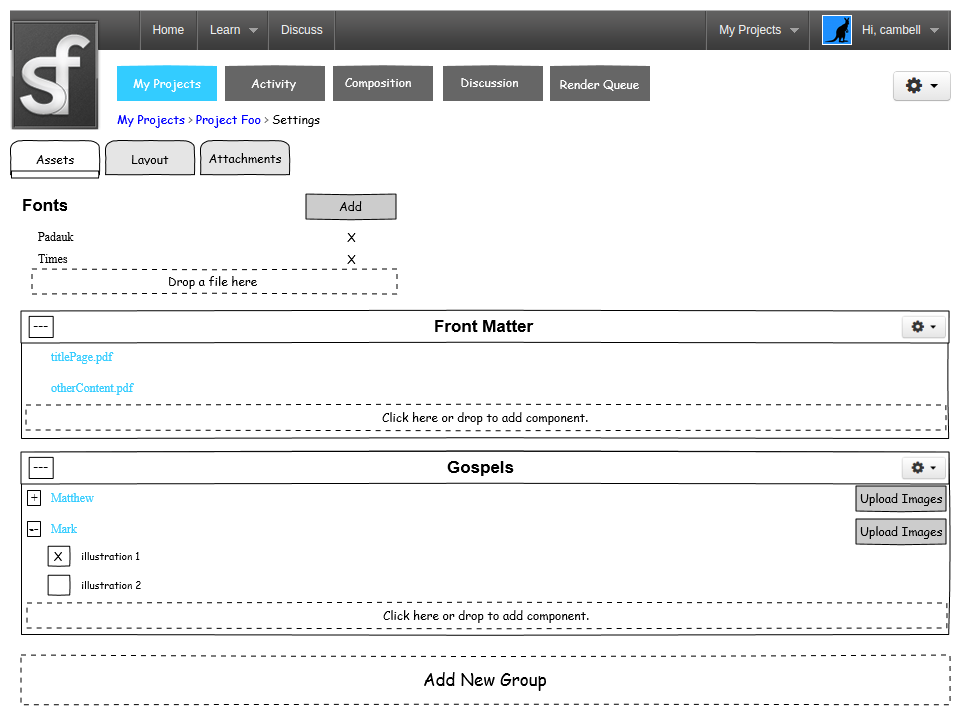 Home Learn Discuss My Projects Hi, cambell
sf
My Projects Activity Composition Discussion Render Queue
My Projects > Project Foo > Settings
Assets Layout Attachments
Fonts Add
Padauk X
Times X
Drop a file here
--- Front Matter
titlePage.pdf
otherContent.pdf
Click here or drop to add component.
--- Gospels
+ Matthew Upload Images
-- Mark Upload Images
X illustration 1
illustration 2
Click here or drop to add component.
Add New Group